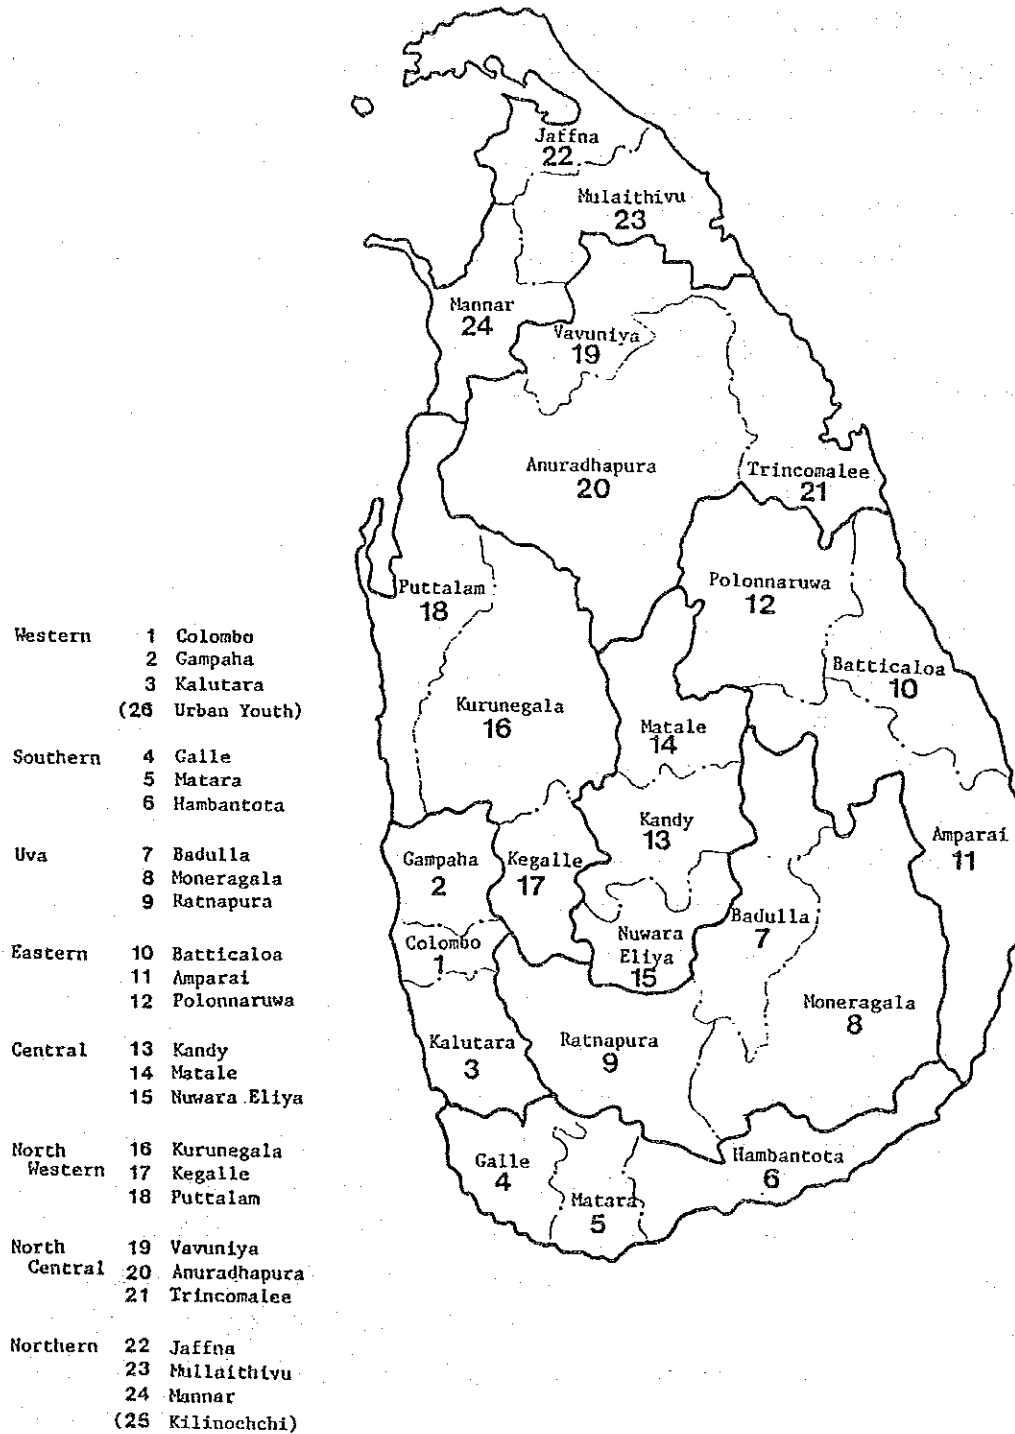 Jaffna
22
Mulaithivu
23
Mannar
24
Vavuniya
19
Anuradhapura
20
Trincomalee
21
Puttalam
18
Polonnaruwa
12
Batticaloa
10
Kurunegala
16
Matale
14
Kandy
13
Amparai
11
Gampaha
2
Kegalle
17
Badulla
7
Nuwara
Eliya
15
Colombo
1
Moneragala
8
Kalutara
3
Ratnapura
9
Galle
4
Matara
5
Hambantota
6
Western 1 Colombo
2 Gampaha
3 Kalutara
(26 Urban Youth)
Southern 4 Galle
5 Matara
6 Hambantota
Uva 7 Badulla
8 Moneragala
9 Ratnapura
Eastern 10 Batticaloa
11 Amparai
12 Polonnaruwa
Central 13 Kandy
14 Matale
15 Nuwara Eliya
North 16 Kurunegala
Western 17 Kegalle
18 Puttalam
North 19 Vavuniya
Central 20 Anuradhapura
21 Trincomalee
Northern 22 Jaffna
23 Mullaithivu
24 Mannar
(25 Kilinochchi)